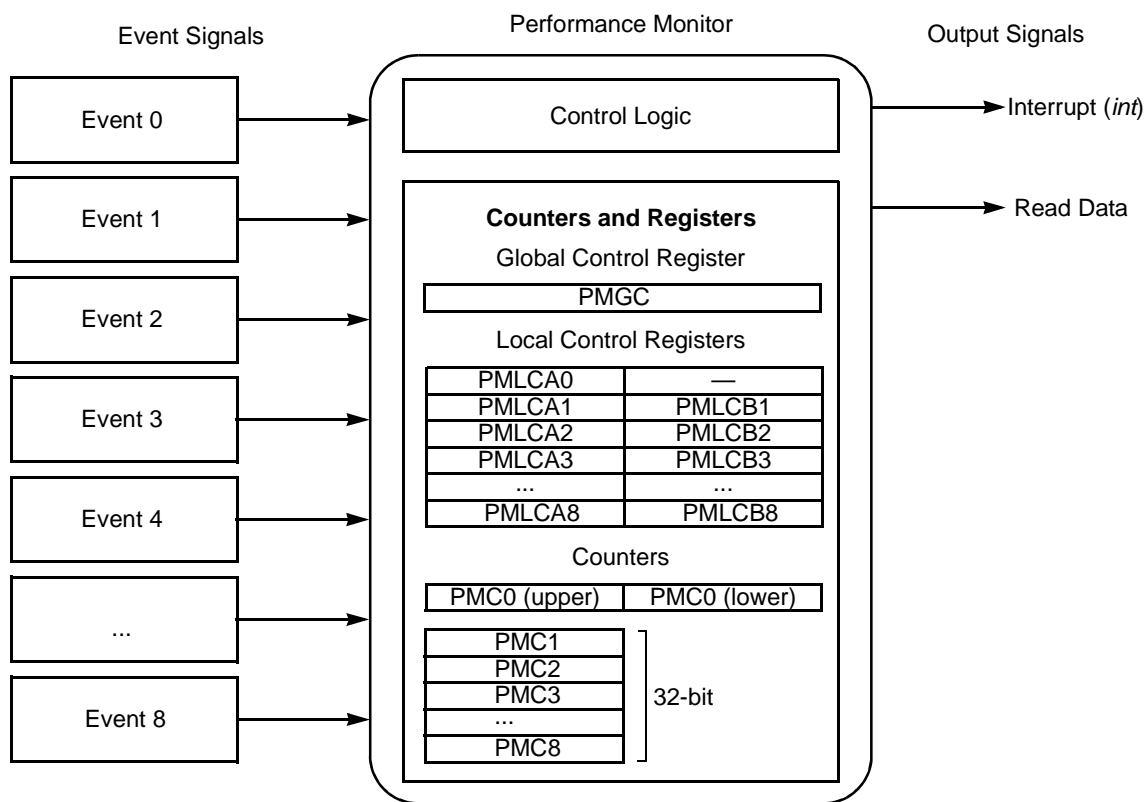 Event Signals
Performance Monitor
Output Signals
Event 0
Event 1
Event 2
Event 3
Event 4
...
Event 8
Control Logic
Counters and Registers
Global Control Register
PMGC
Local Control Registers
PMLCA0 —
PMLCA1 PMLCB1
PMLCA2 PMLCB2
PMLCA3 PMLCB3
... ...
PMLCA8 PMLCB8
Counters
PMC0 (upper) PMC0 (lower)
PMC1
PMC2
PMC3
...
PMC8
32-bit
Interrupt (int)
Read Data